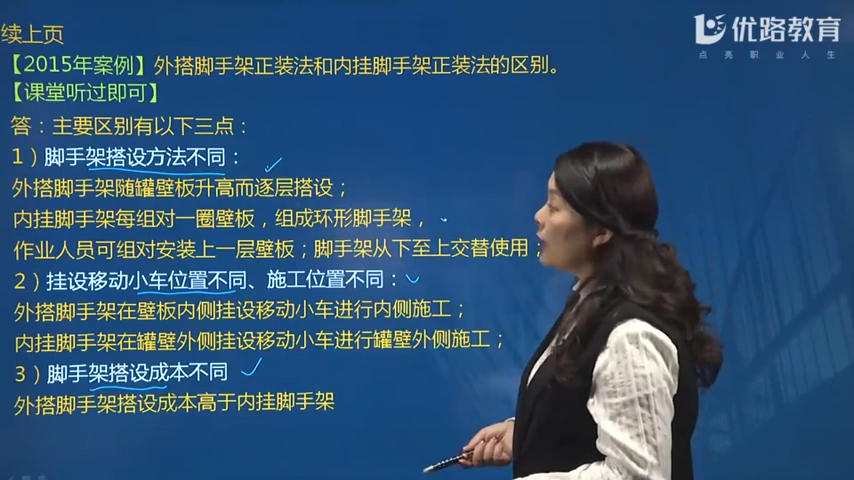 续上页
【2015年案例】外搭脚手架正装法和内挂脚手架正装法的区别。
【课堂听过即可】
答：主要区别有以下三点：
1）脚手架搭设方法不同：
外搭脚手架随罐壁板升高而逐层搭设；
内挂脚手架每组对一圈壁板，组成环形脚手架，
作业人员可组对安装上一层壁板；脚手架从下至上交替使用；
2）挂设移动小车位置不同、施工位置不同：
外搭脚手架在壁板内侧挂设移动小车进行内侧施工；
内挂脚手架在罐壁外侧挂设移动小车进行罐壁外侧施工；
3）脚手架搭设成本不同
外搭脚手架搭设成本高于内挂脚手架
优路教育
点亮职业人生